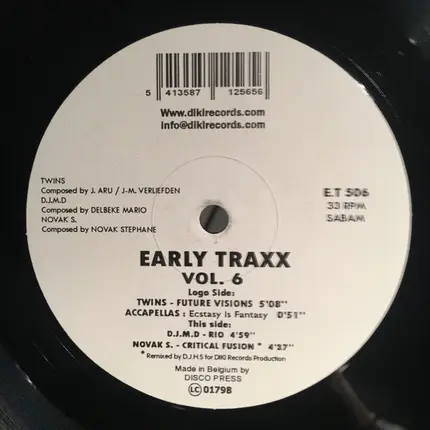 5 413587 125656
Www.dikirecords.com
info@dikirecords.com
TWINS
Composed by J. ARU / J-M. VERLIEFDEN
D.J.M.D
Composed by DELBEKE MARIO
NOVAK S.
Composed by NOVAK STEPHANE
E.T 506
33 RPM
SABAM
EARLY TRAXX
VOL. 6
Logo Side:
TWINS - FUTURE VISIONS 5'08''
ACCAPELLAS : Ecstasy Is Fantasy 0'51''
This side:
D.J.M.D - RIO 4'59''
NOVAK S. - CRITICAL FUSION * 4'27''
* Remixed by D.J.H.S for DIKI Records Production
Made in Belgium by
DISCO PRESS
LC 01798